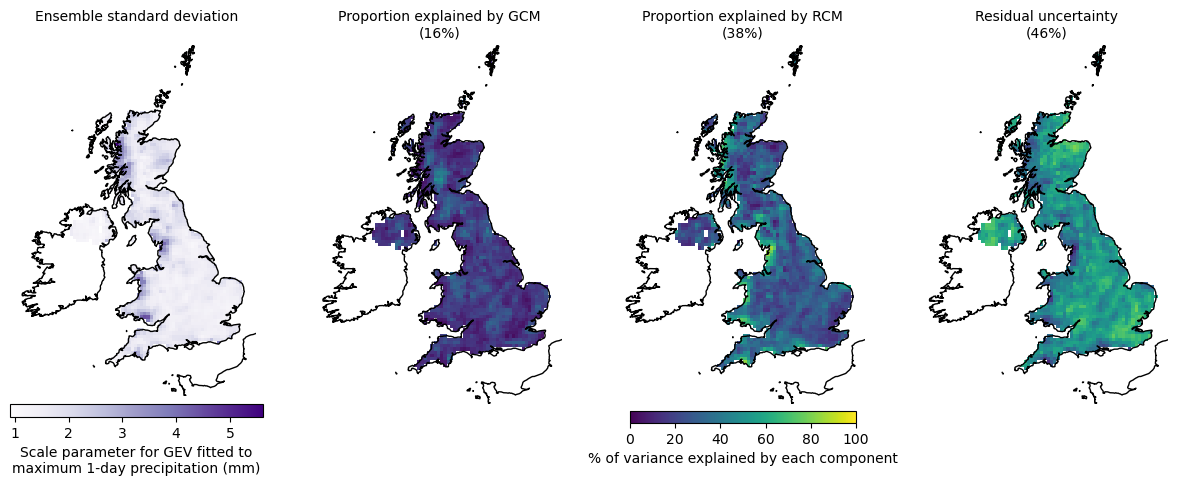 Ensemble standard deviation
Proportion explained by GCM
(16%)
Proportion explained by RCM
(38%)
Residual uncertainty
(46%)
1 2 3 4 5
Scale parameter for GEV fitted to
maximum 1-day precipitation (mm)
0 20 40 60 80 100
% of variance explained by each component